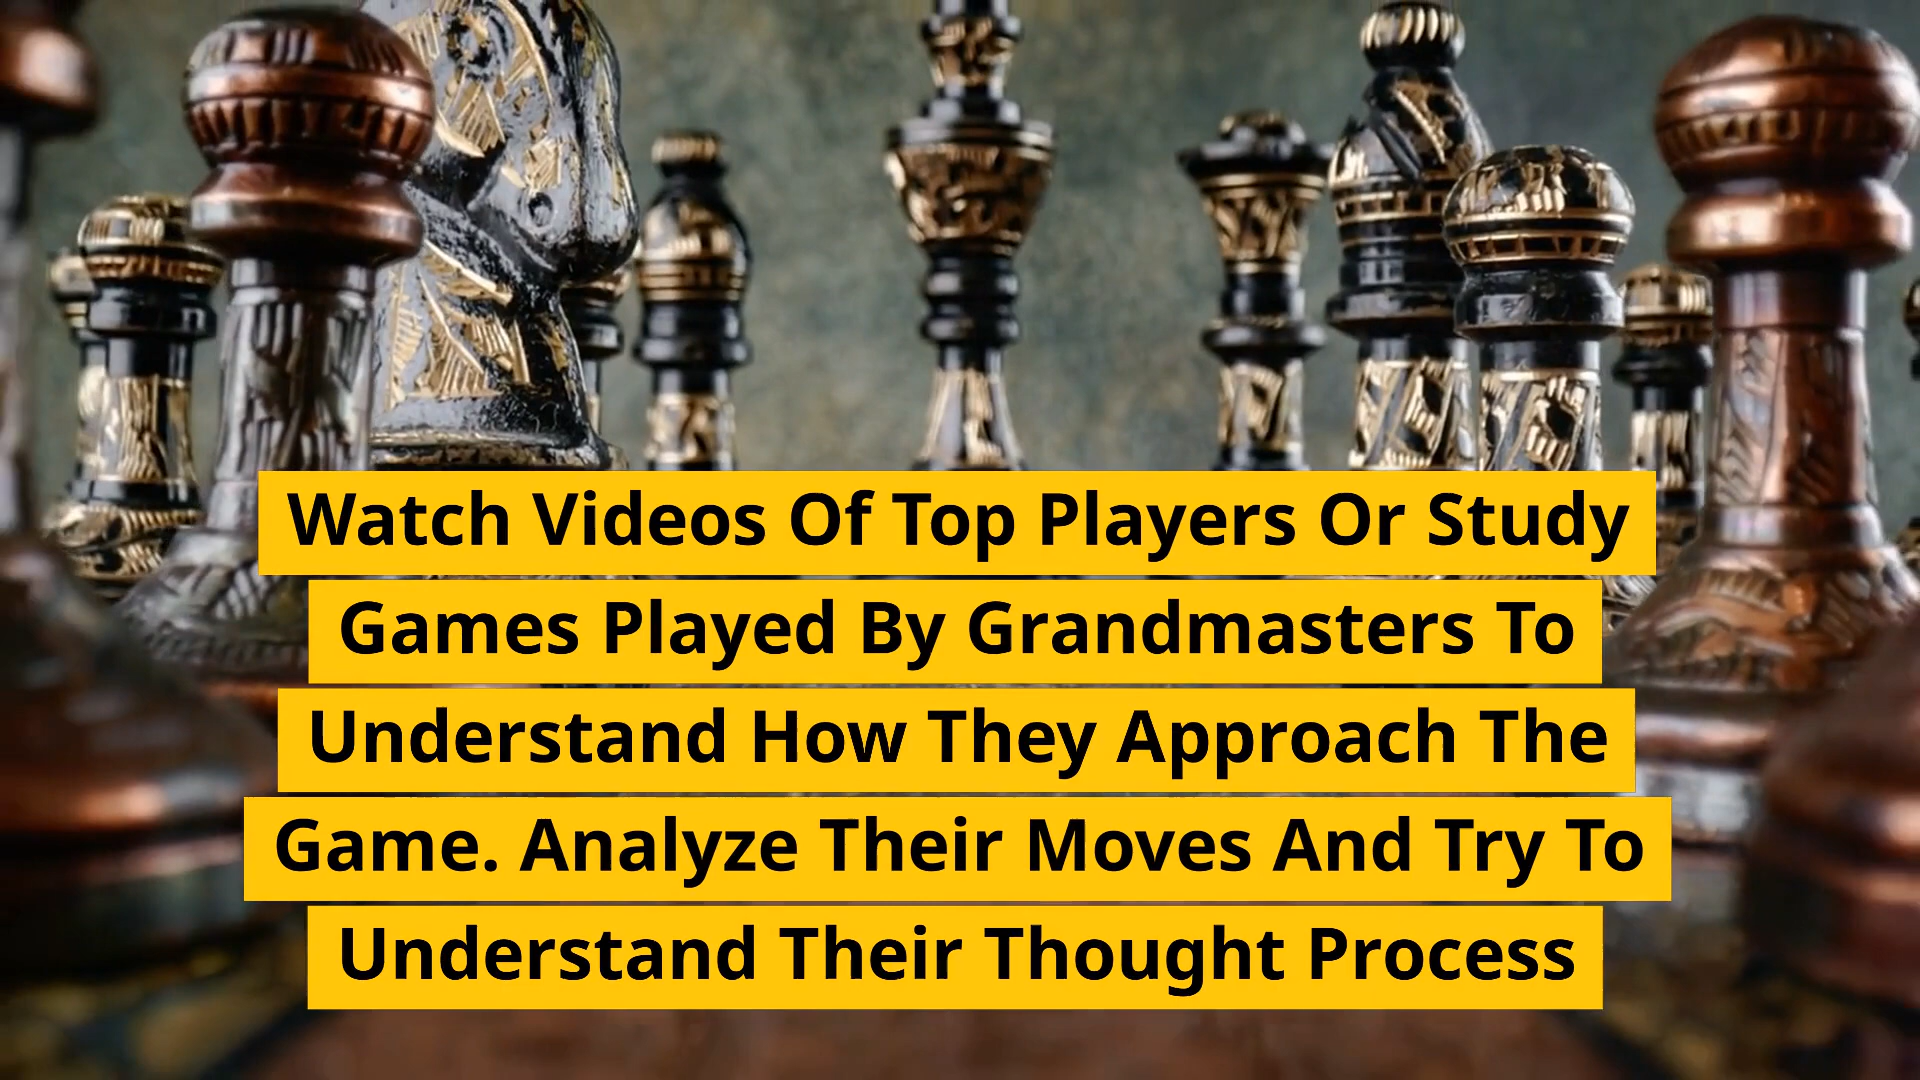 Watch Videos Of Top Players Or Study
Games Played By Grandmasters To
Understand How They Approach The
Game. Analyze Their Moves And Try To
Understand Their Thought Process